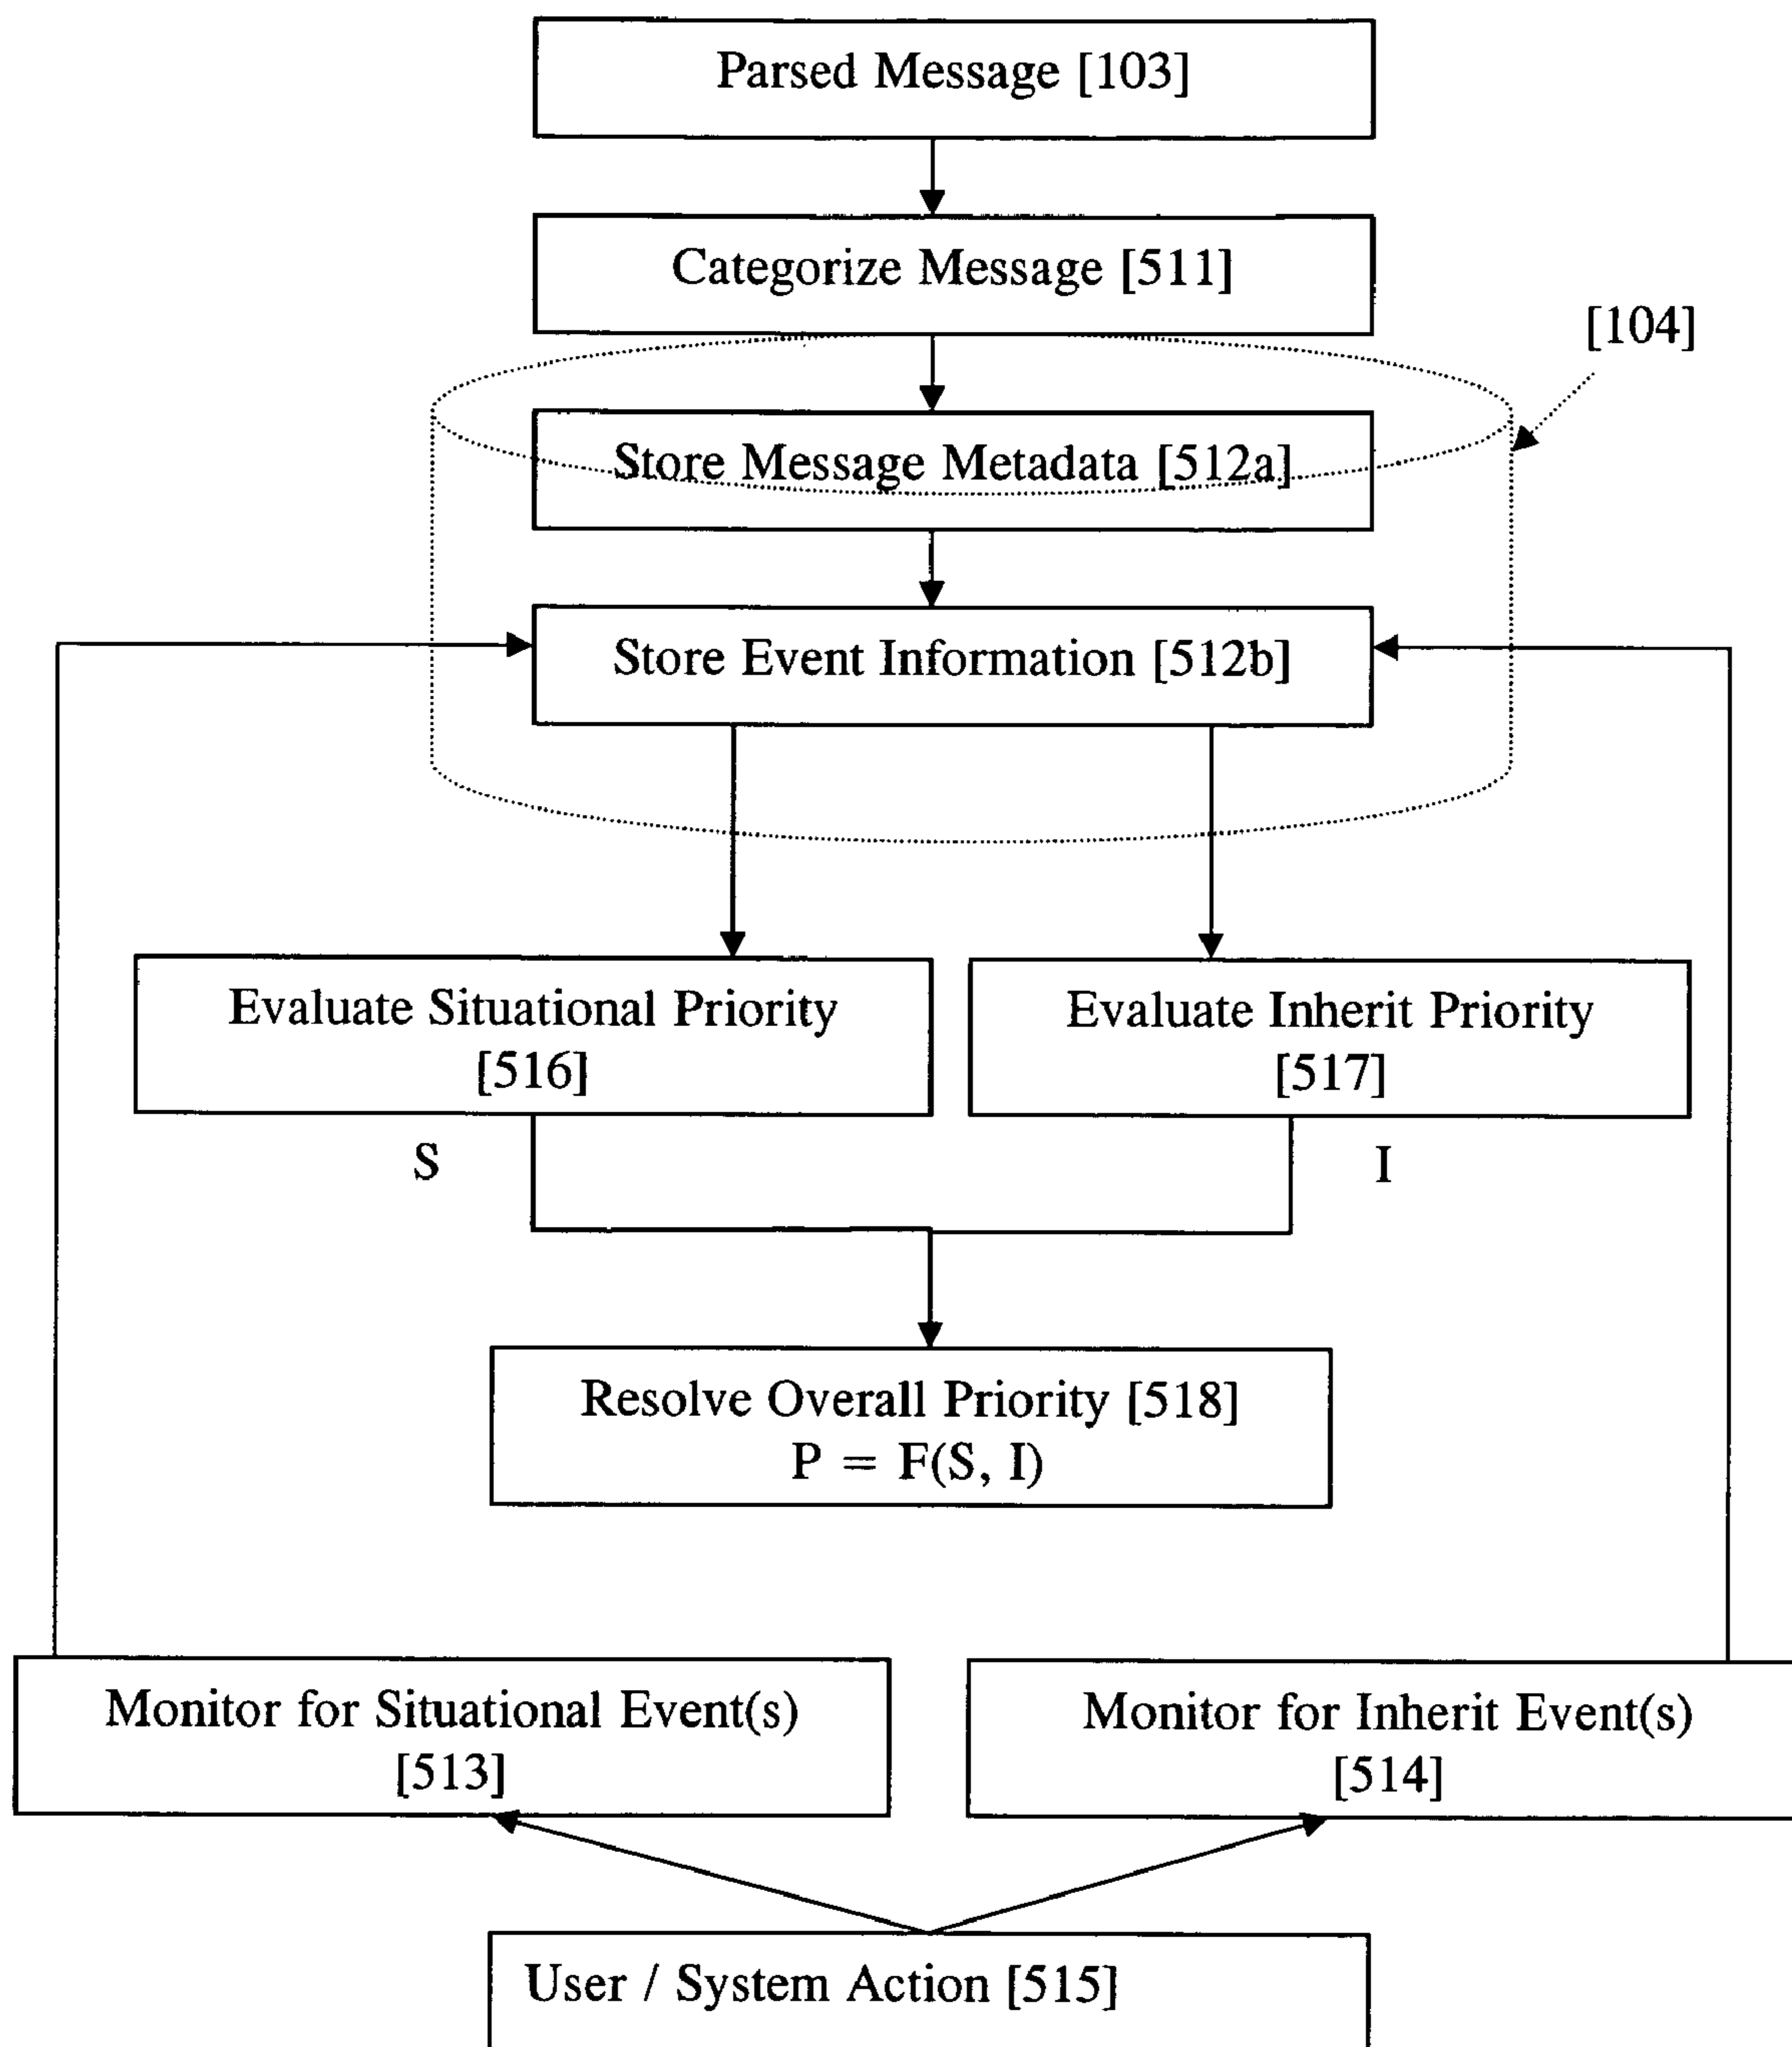 Parsed Message [103]
Categorize Message [511]
[104]
Store Message Metadata [512a]
Store Event Information [512b]
Evaluate Situational Priority
[516]
Evaluate Inherit Priority
[517]
S
I
Resolve Overall Priority [518]
P = F(S, I)
Monitor for Situational Event(s)
[513]
Monitor for Inherit Event(s)
[514]
User / System Action [515]